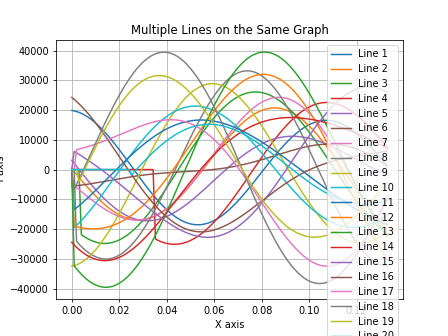 Multiple Lines on the Same Graph
40000
30000
20000
10000
0
−10000
−20000
−30000
−40000
0.00
0.02
0.04
0.06
0.08
0.10
X axis
Line 1
Line 2
Line 3
Line 4
Line 5
Line 6
Line 7
Line 8
Line 9
Line 10
Line 11
Line 12
Line 13
Line 14
Line 15
Line 16
Line 17
Line 18
Line 19
Line 20